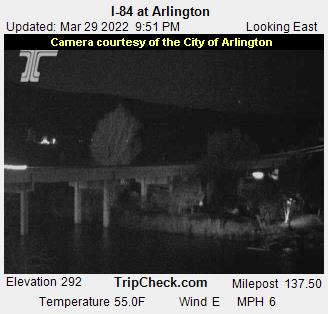 I-84 at Arlington
Updated: Mar 29 2022 9:51 PM Looking East
Camera courtesy of the City of Arlington
Elevation 292 TripCheck.com Milepost 137.50
Temperature 55.0F Wind E MPH 6